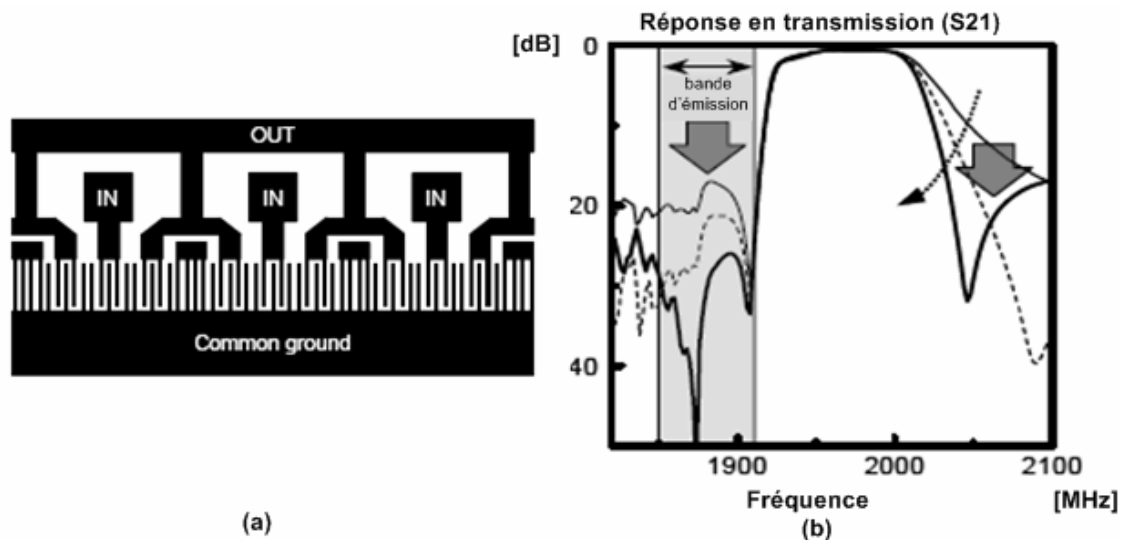 Réponse en transmission (S21)
[dB]
0
bande
d'émission
20
40
1900
2000
2100
Fréquence
[MHz]
(b)
OUT
IN
IN
IN
Common ground
(a)